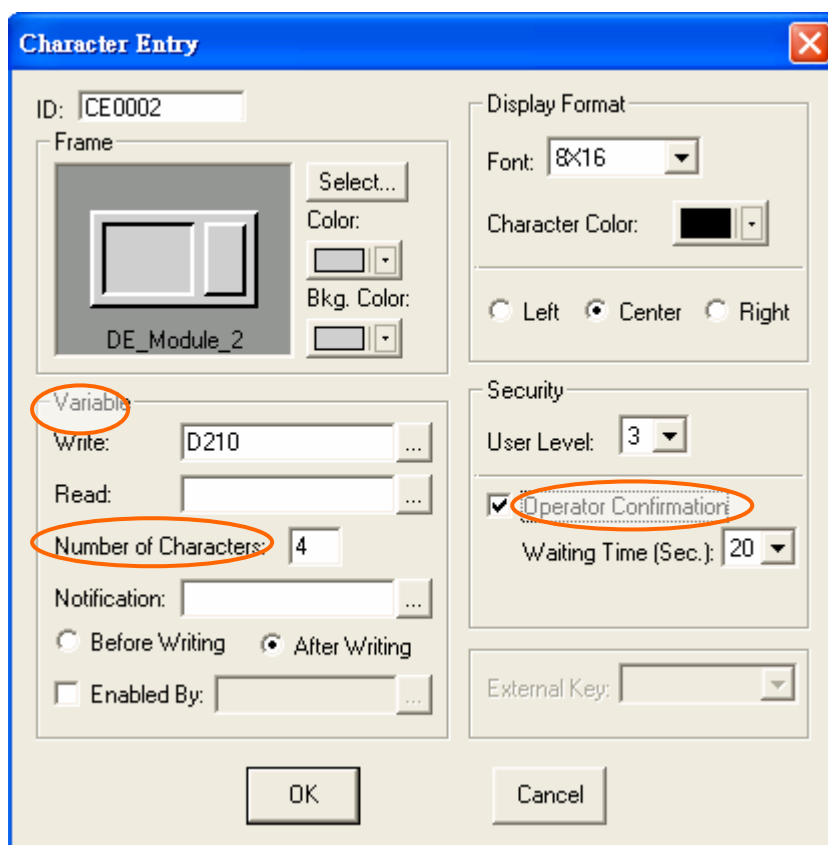 Character Entry
ID: CE0002
Frame
Select...
Color:
Bkg. Color:
DE_Module_2
Display Format
Font: 8X16
Character Color:
Left Center Right
Variable
Write: D210 ...
Read: ...
Number of Characters: 4
Notification: ...
Before Writing After Writing
Enabled By: ...
Security
User Level: 3
Operator Confirmation
Waiting Time (Sec.): 20
External Key:
OK Cancel